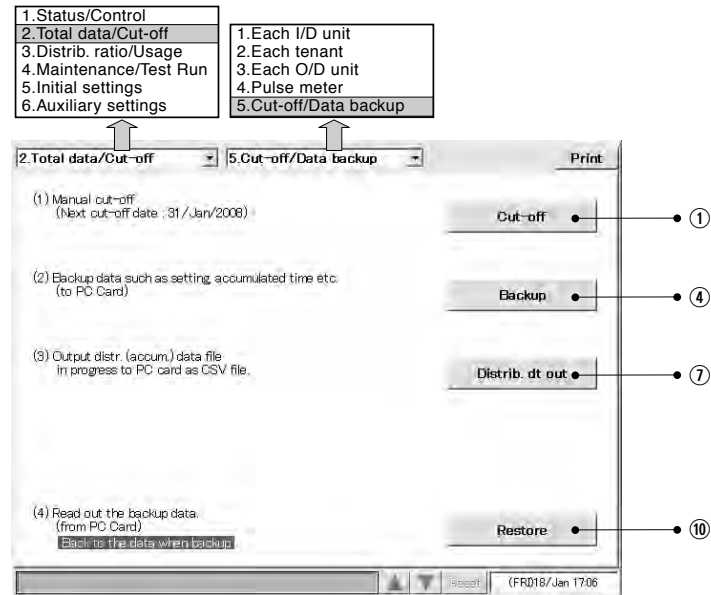 1.Status/Control
2.Total data/Cut-off
3.Distrib. ratio/Usage
4.Maintenance/Test Run
5.Initial settings
6.Auxiliary settings
1.Each I/D unit
2.Each tenant
3.Each O/D unit
4.Pulse meter
5.Cut-off/Data backup
2.Total data/Cut-off
5.Cut-off/Data backup
Print
(1) Manual cut-off
(Next cut-off date : 31/Jan/2008)
Cut-off
①
(2) Backup data such as setting, accumulated time etc.
(to PC Card)
Backup
④
(3) Output distr. (accum.) data file
in progress to PC card as CSV file.
Distrib. dt out
⑦
(4) Read out the backup data.
(from PC Card)
Back to the data when backup
Restore
⑩
Reset
(FRI)18/Jan 17:06